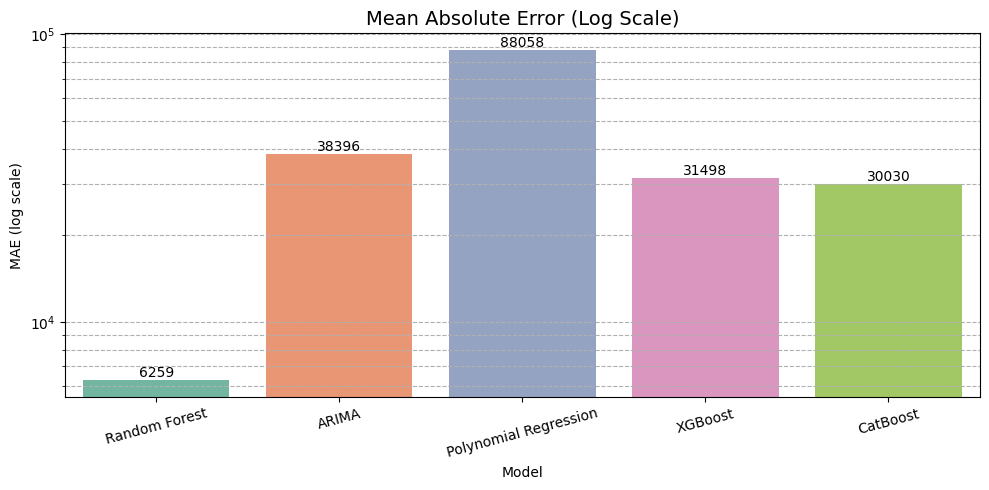 Mean Absolute Error (Log Scale)
10⁵
88058
38396
31498
30030
MAE (log scale)
10⁴
6259
Random Forest
ARIMA
Polynomial Regression
XGBoost
CatBoost
Model